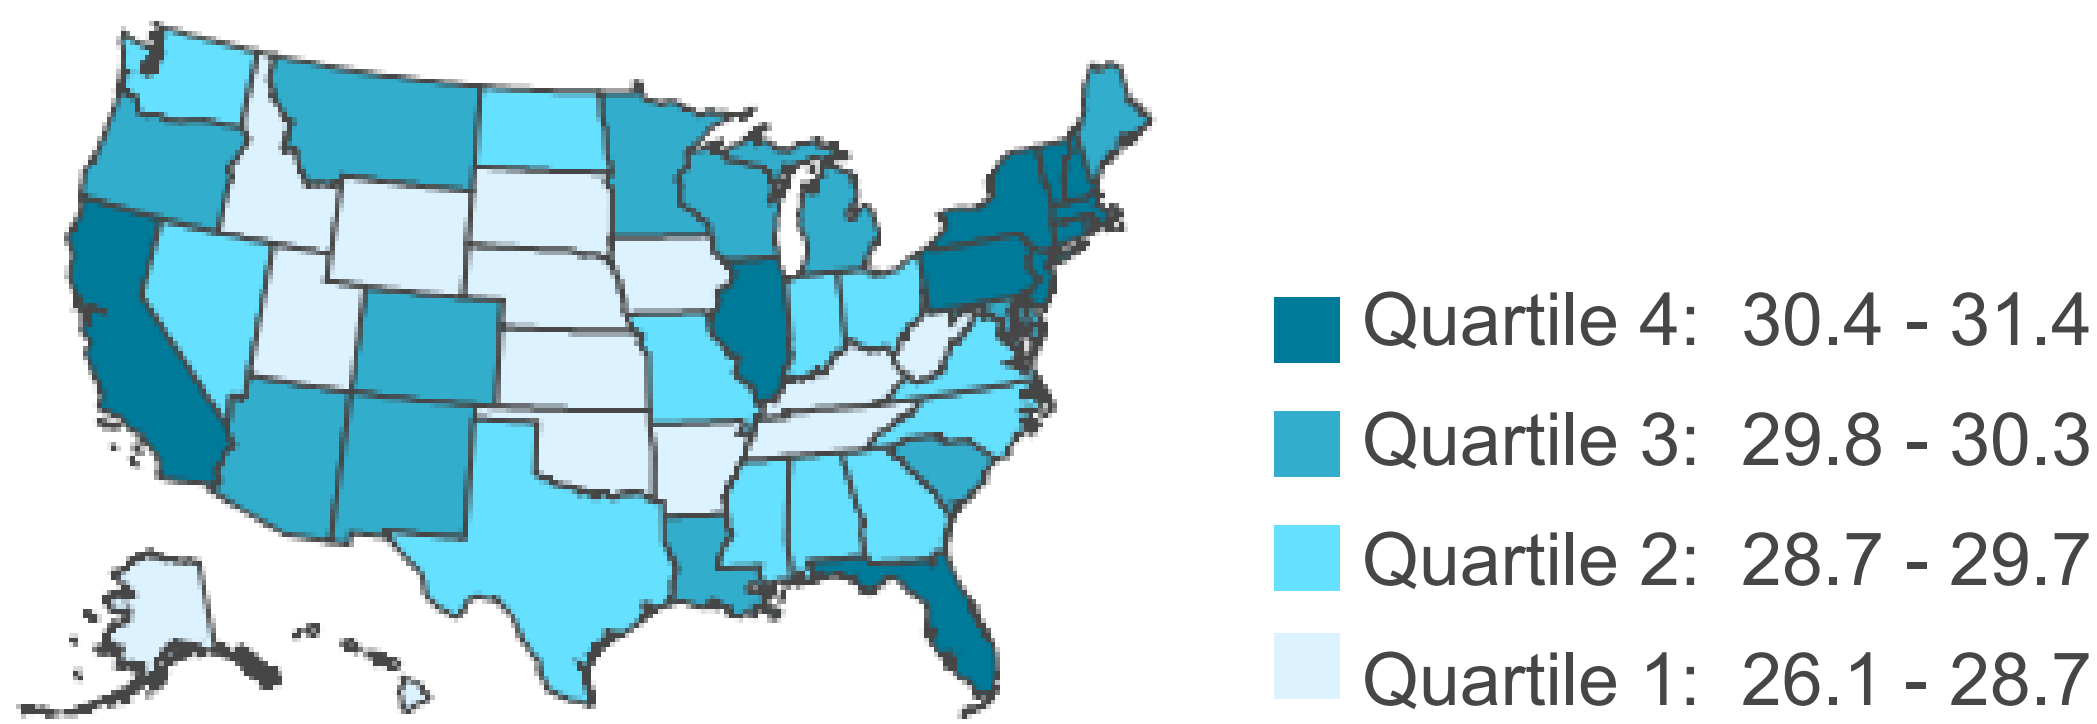 Quartile 4: 30.4 - 31.4
Quartile 3: 29.8 - 30.3
Quartile 2: 28.7 - 29.7
Quartile 1: 26.1 - 28.7